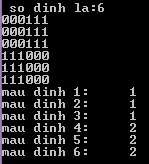 so dinh la:6
000111
000111
000111
111000
111000
111000
mau dinh 1: 1
mau dinh 2: 1
mau dinh 3: 1
mau dinh 4: 2
mau dinh 5: 2
mau dinh 6: 2